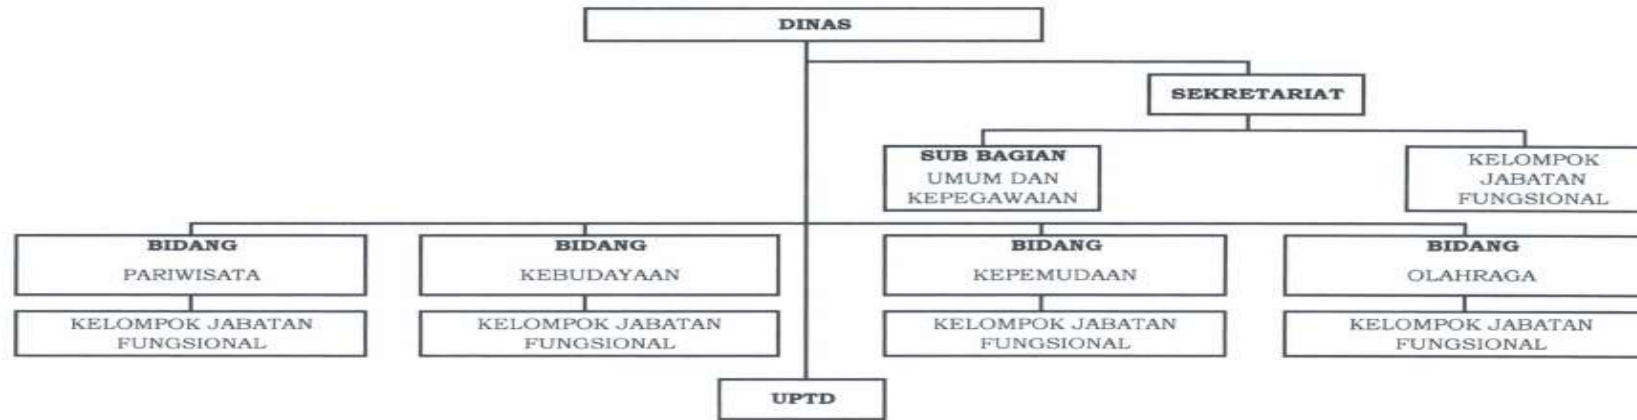 DINAS
SEKRETARIAT
SUB BAGIAN
UMUM DAN
KEPEGAWAIAN
KELOMPOK
JABATAN
FUNGSIONAL
BIDANG
PARIWISATA
BIDANG
KEBUDAYAAN
BIDANG
KEPEMUDAAN
BIDANG
OLAHRAGA
KELOMPOK JABATAN
FUNGSIONAL
KELOMPOK JABATAN
FUNGSIONAL
KELOMPOK JABATAN
FUNGSIONAL
KELOMPOK JABATAN
FUNGSIONAL
UPTD